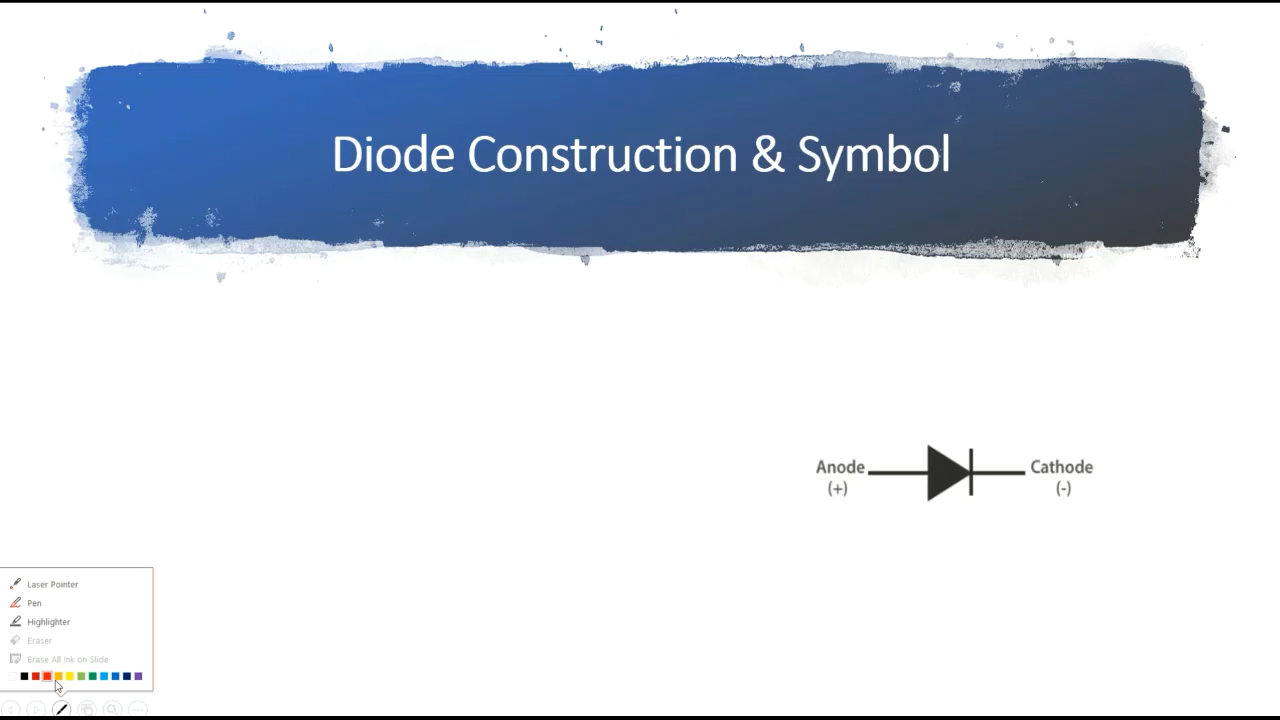 Diode Construction & Symbol
Anode
(+)
Cathode
(-)
Laser Pointer
Pen
Highlighter
Eraser
Erase All Ink on Slide